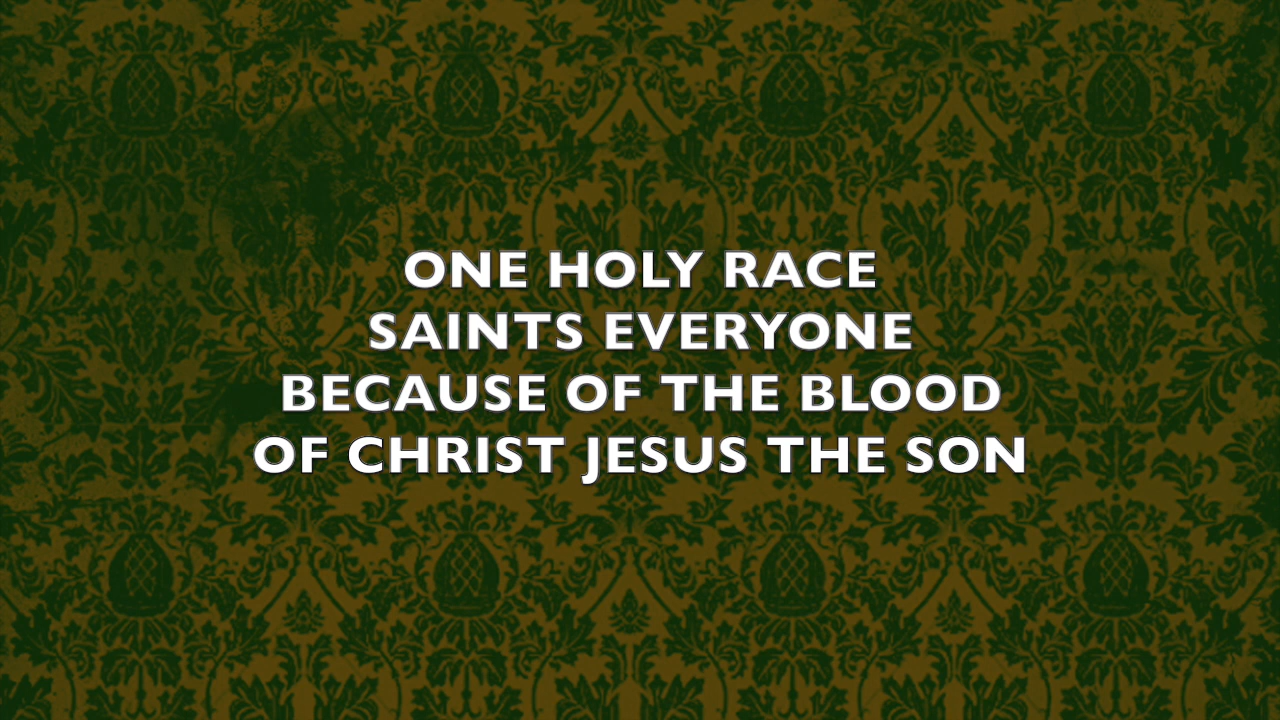 ONE HOLY RACE
SAINTS EVERYONE
BECAUSE OF THE BLOOD
OF CHRIST JESUS THE SON